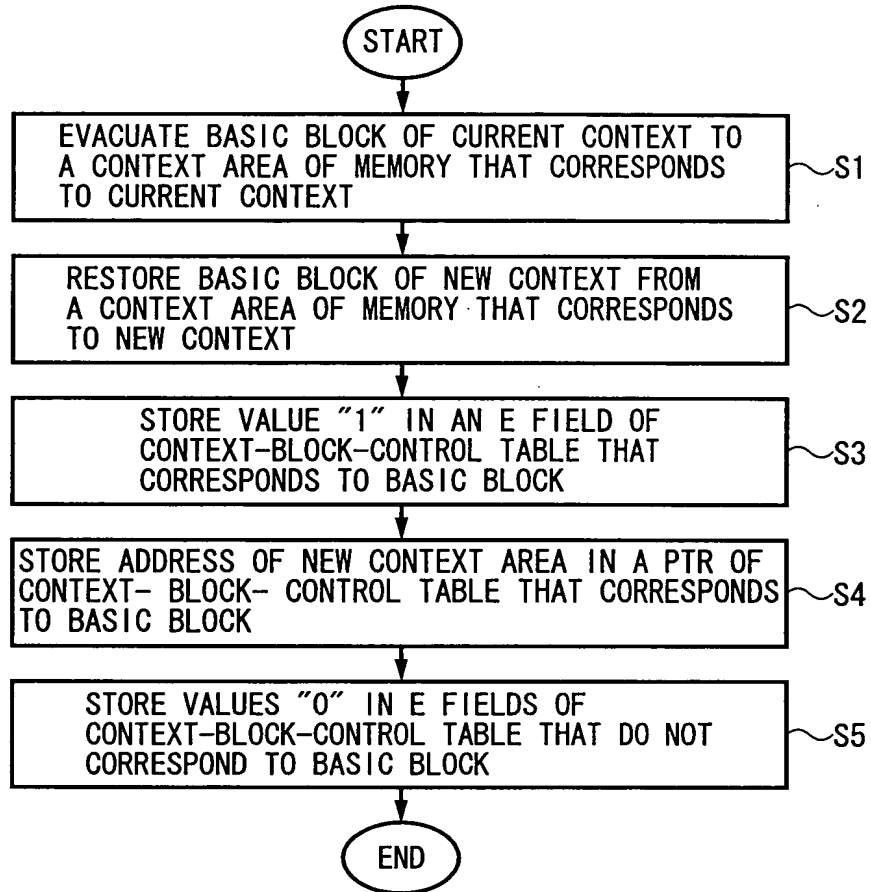 START
EVACUATE BASIC BLOCK OF CURRENT CONTEXT TO
A CONTEXT AREA OF MEMORY THAT CORRESPONDS
TO CURRENT CONTEXT
S1
RESTORE BASIC BLOCK OF NEW CONTEXT FROM
A CONTEXT AREA OF MEMORY THAT CORRESPONDS
TO NEW CONTEXT
S2
STORE VALUE "1" IN AN E FIELD OF
CONTEXT-BLOCK-CONTROL TABLE THAT
CORRESPONDS TO BASIC BLOCK
S3
STORE ADDRESS OF NEW CONTEXT AREA IN A PTR OF
CONTEXT- BLOCK- CONTROL TABLE THAT CORRESPONDS
TO BASIC BLOCK
S4
STORE VALUES "0" IN E FIELDS OF
CONTEXT-BLOCK-CONTROL TABLE THAT DO NOT
CORRESPOND TO BASIC BLOCK
S5
END